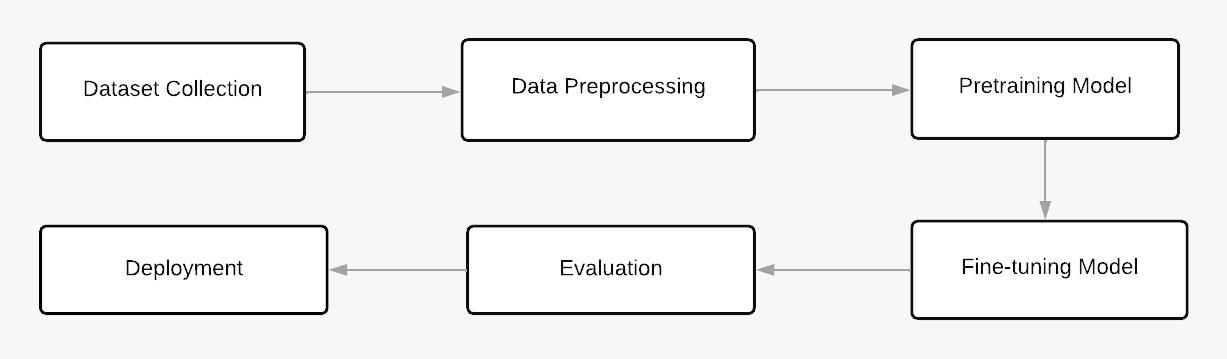 Dataset Collection
Data Preprocessing
Pretraining Model
Fine-tuning Model
Evaluation
Deployment